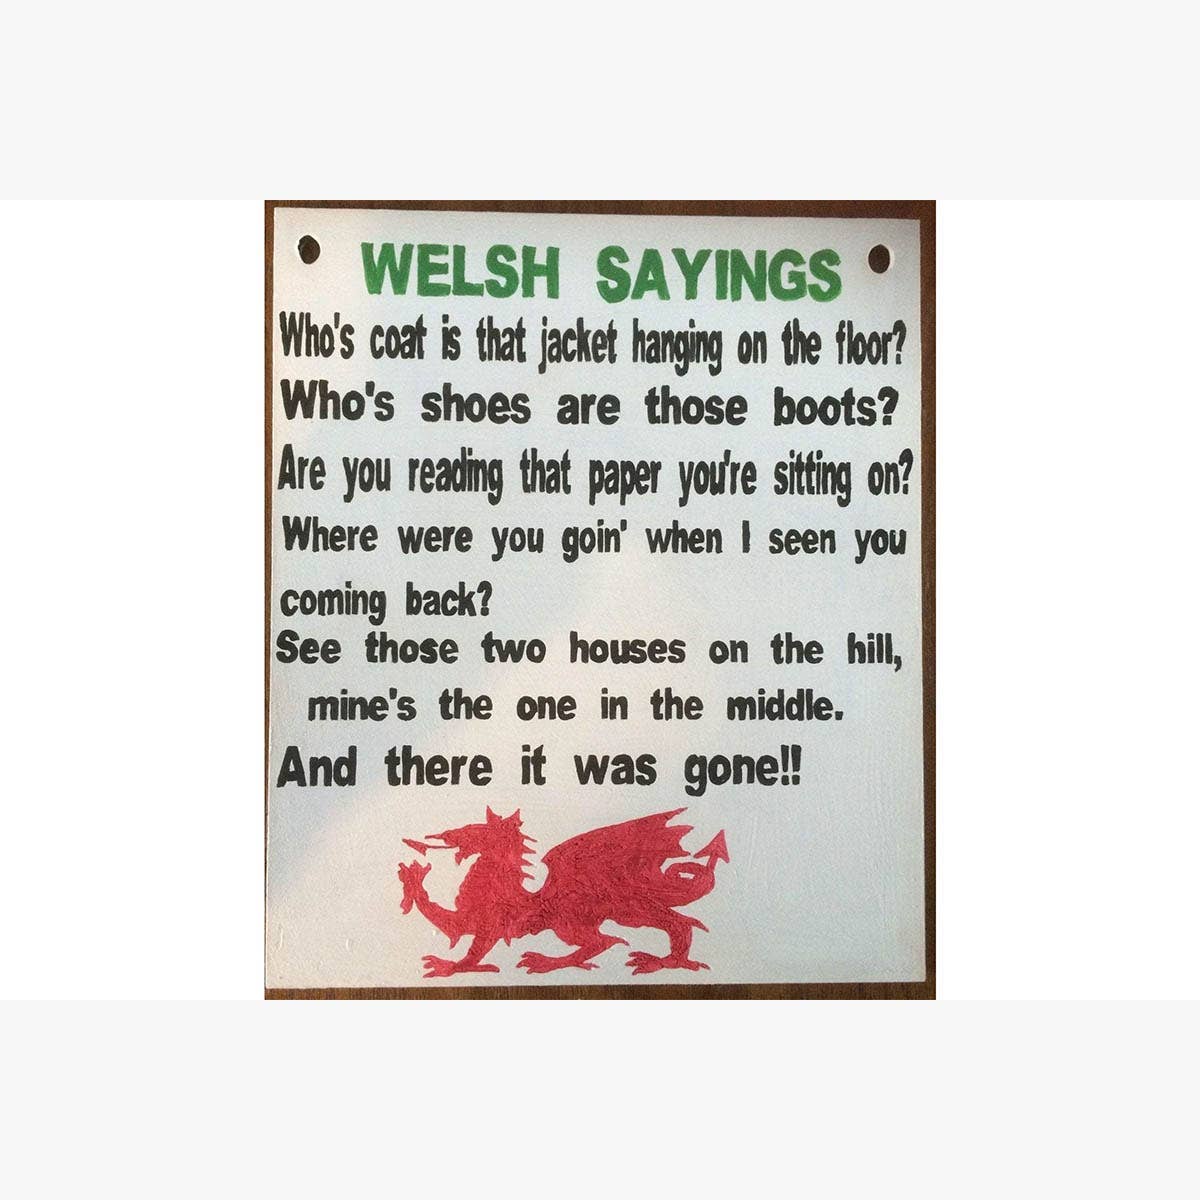 WELSH SAYINGS
Who's coat is that jacket hanging on the floor?
Who's shoes are those boots?
Are you reading that paper you're sitting on?
Where were you goin' when I seen you
coming back?
See those two houses on the hill,
mine's the one in the middle.
And there it was gone!!